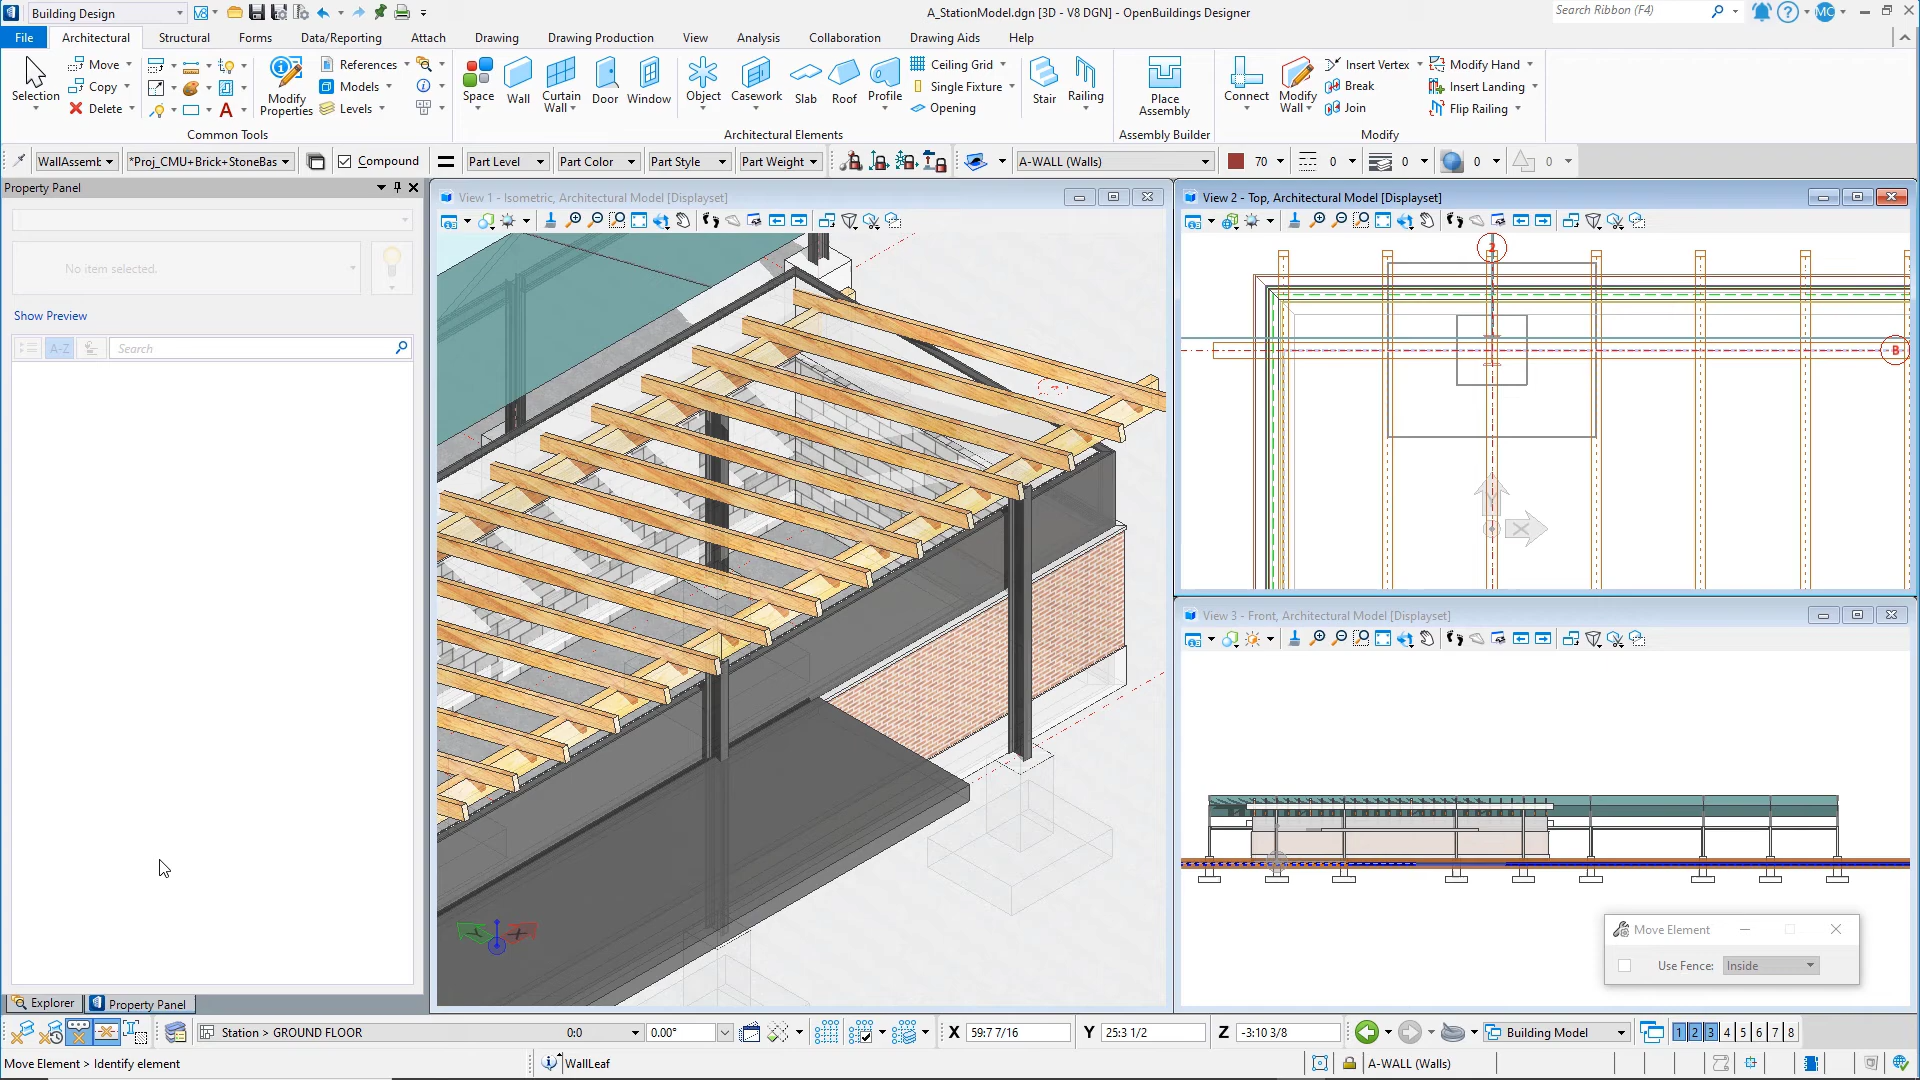 Building Design
A_StationModel.dgn [3D - V8 DGN] - OpenBuildings Designer
Search Ribbon (F4)
MC
File
Architectural
Structural
Forms
Data/Reporting
Attach
Drawing
Drawing Production
View
Analysis
Collaboration
Drawing Aids
Help
Selection
Move
Copy
Delete
Modify Properties
References
Models
Levels
Common Tools
Space
Wall
Curtain Wall
Door
Window
Object
Casework
Slab
Roof
Profile
Ceiling Grid
Single Fixture
Opening
Architectural Elements
Stair
Railing
Place Assembly
Assembly Builder
Connect
Modify Wall
Insert Vertex
Break
Join
Modify Hand
Insert Landing
Flip Railing
Modify
WallAssemb
*Proj_CMU+Brick+StoneBas
Compound
Part Level
Part Color
Part Style
Part Weight
A-WALL (Walls)
70
0
0
0
0
Property Panel
No item selected.
Show Preview
A-Z
Search
View 1 - Isometric, Architectural Model [Displayset]
View 2 - Top, Architectural Model [Displayset]
2
B
X
View 3 - Front, Architectural Model [Displayset]
Move Element
Use Fence:
Inside
Explorer
Property Panel
Station > GROUND FLOOR
0:0
0.00°
X
59:7 7/16
Y
25:3 1/2
Z
-3:10 3/8
Building Model
1 2 3 4 5 6 7 8
Move Element > Identify element
WallLeaf
A-WALL (Walls)